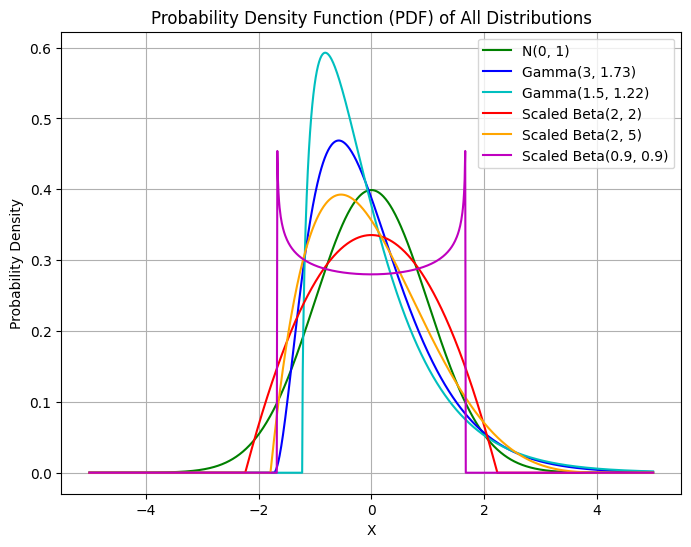 Probability Density Function (PDF) of All Distributions
N(0, 1)
Gamma(3, 1.73)
Gamma(1.5, 1.22)
Scaled Beta(2, 2)
Scaled Beta(2, 5)
Scaled Beta(0.9, 0.9)
Probability Density
0.6
0.5
0.4
0.3
0.2
0.1
0.0
−4
−2
0
2
4
X